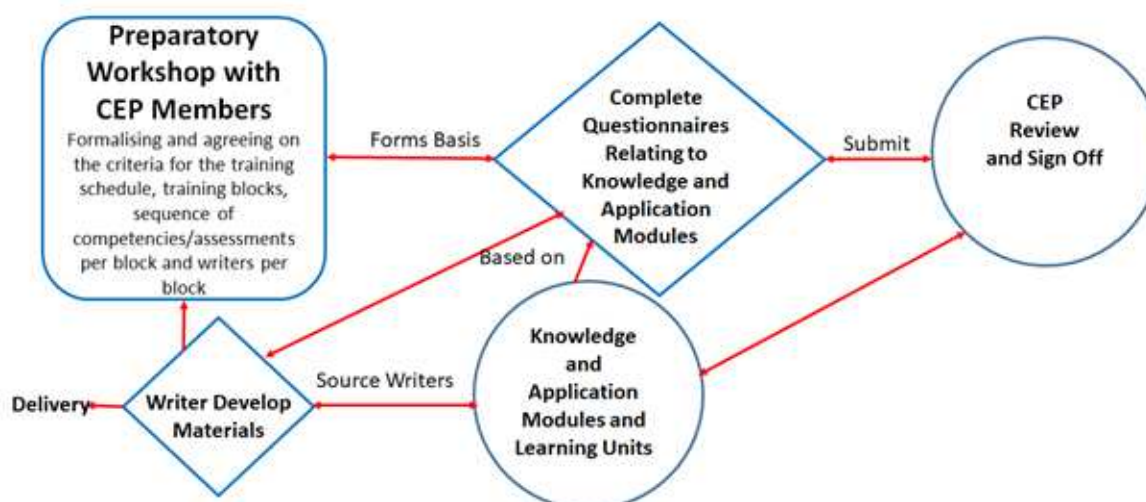 Preparatory
Workshop with
CEP Members
Formalising and agreeing on
the criteria for the training
schedule, training blocks,
sequence of
competencies/assessments
per block and writers per
block
Forms Basis
Complete
Questionnaires
Relating to
Knowledge and
Application
Modules
Submit
CEP
Review
and Sign Off
Based on
Delivery
Writer Develop
Materials
Source Writers
Knowledge
and
Application
Modules and
Learning Units